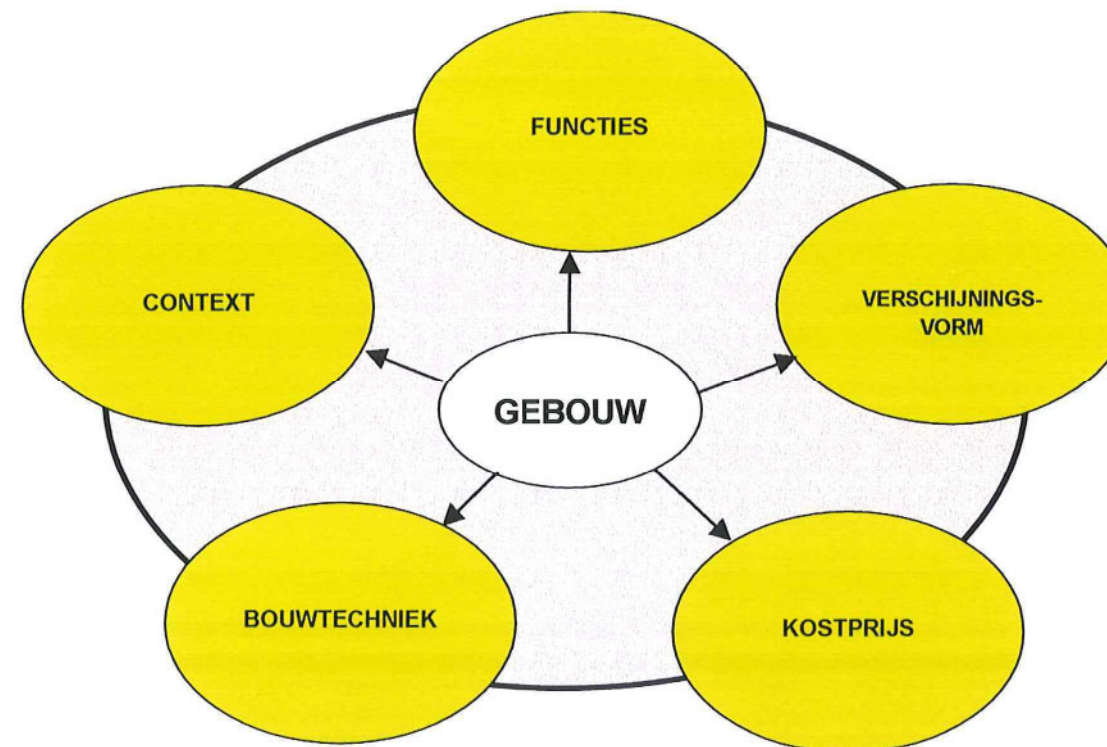 FUNCTIES
CONTEXT
VERSCHIJNINGS-
VORM
GEBOUW
BOUWTECHNIEK
KOSTPRIJS